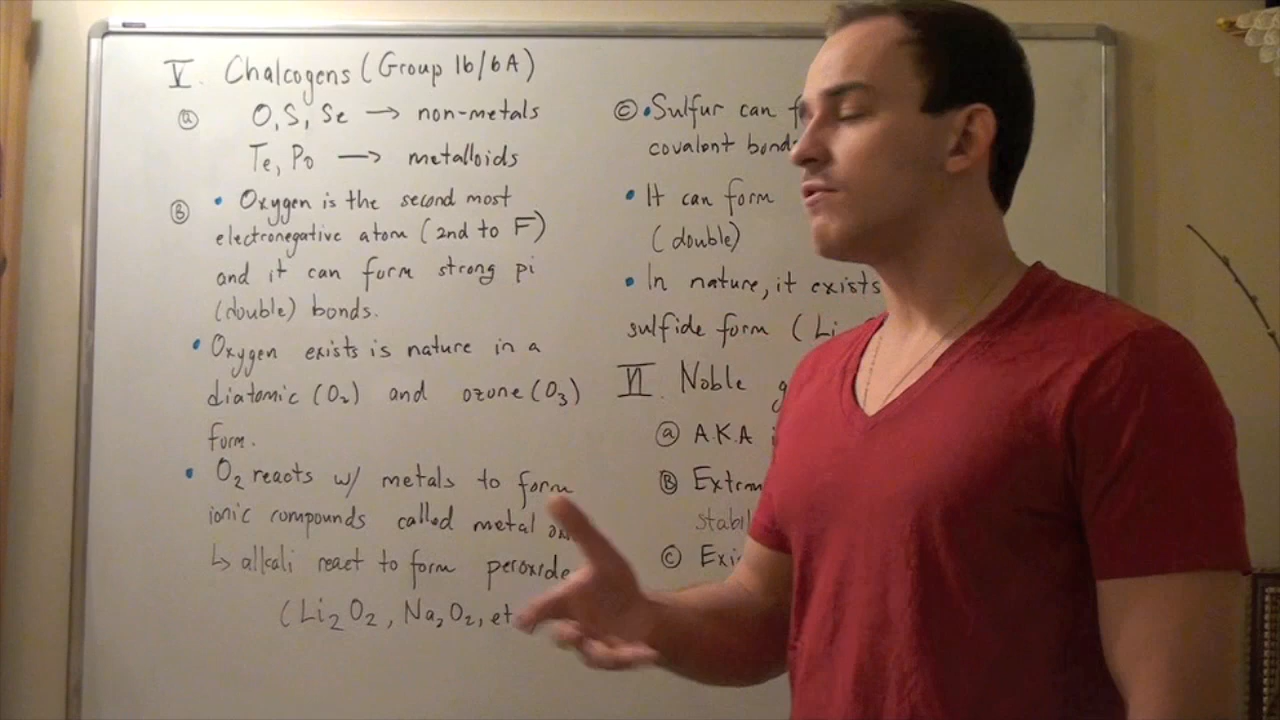 V. Chalcogens (Group 16/6A)
ⓐ O, S, Se → non-metals
Te, Po → metalloids
Ⓑ • Oxygen is the second most
electronegative atom (2nd to F)
and it can form strong pi
(double) bonds.
• Oxygen exists is nature in a
diatomic (O₂) and ozone (O₃)
form.
• O₂ reacts w/ metals to form
ionic compounds called metal
↳ alkali react to form peroxide
(Li₂O₂, Na₂O₂,
Ⓒ • Sulfur can
covalent bonds
• It can form
(double)
• In nature, it exists
sulfide form (Li
VI. Noble
ⓐ A.K.A
Ⓑ
Ⓒ